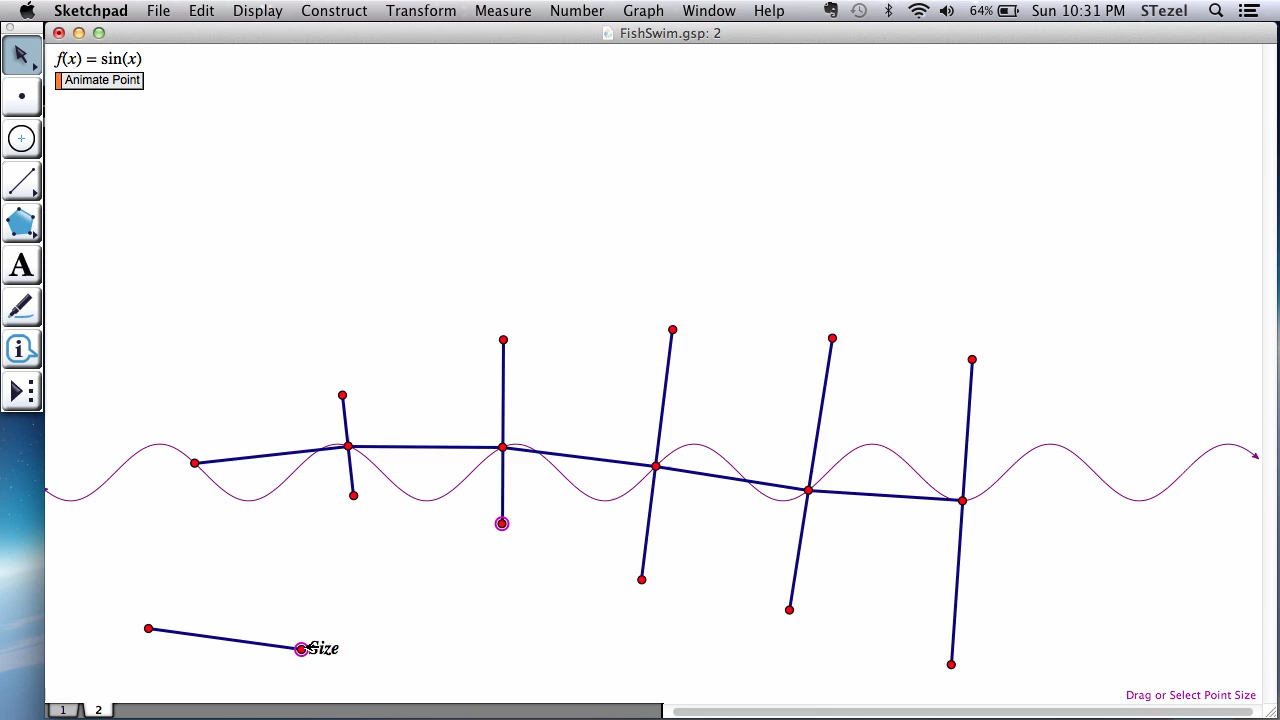 Sketchpad File Edit Display Construct Transform Measure Number Graph Window Help 64% Sun 10:31 PM STezel
FishSwim.gsp: 2
f(x) = sin(x)
Animate Point
A
i
Size
Drag or Select Point Size
1 2